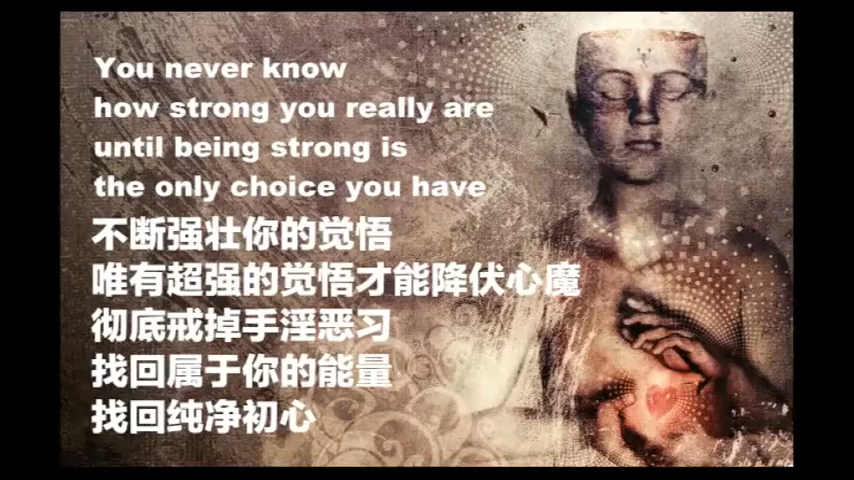 You never know
how strong you really are
until being strong is
the only choice you have
不断强壮你的觉悟
唯有超强的觉悟才能降伏心魔
彻底戒掉手淫恶习
找回属于你的能量
找回纯净初心